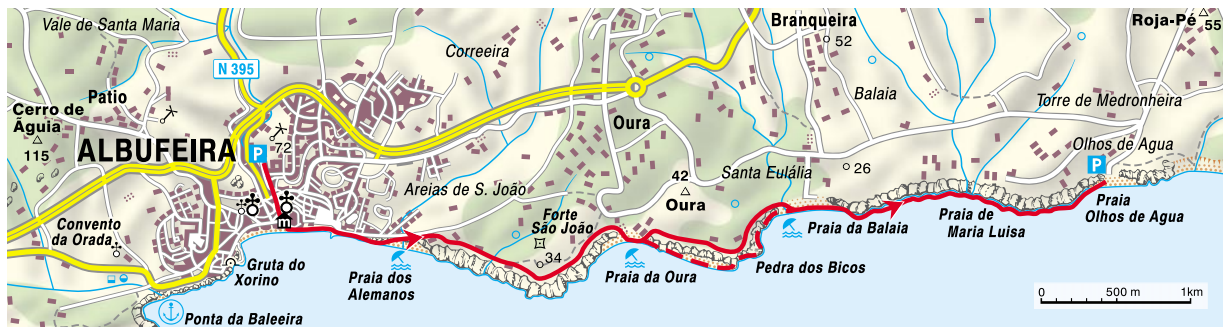 Vale de Santa Maria
Branqueira
Roja-Pé
55
52
Correeira
N 395
Patio
Balaia
Cerro de
Águia
115
Torre de Medronheira
Oura
72
P
ALBUFEIRA
Olhos de Agua
P
Santa Eulália
26
42
Oura
Areias de S. João
m
Forte
São João
34
Convento
da Orada
Praia
Olhos de Agua
Praia da Balaia
Praia de
Maria Luisa
Gruta do
Xorino
Praia dos
Alemanos
Praia da Oura
Pedra dos Bicos
Ponta da Baleeira
0 500 m 1km